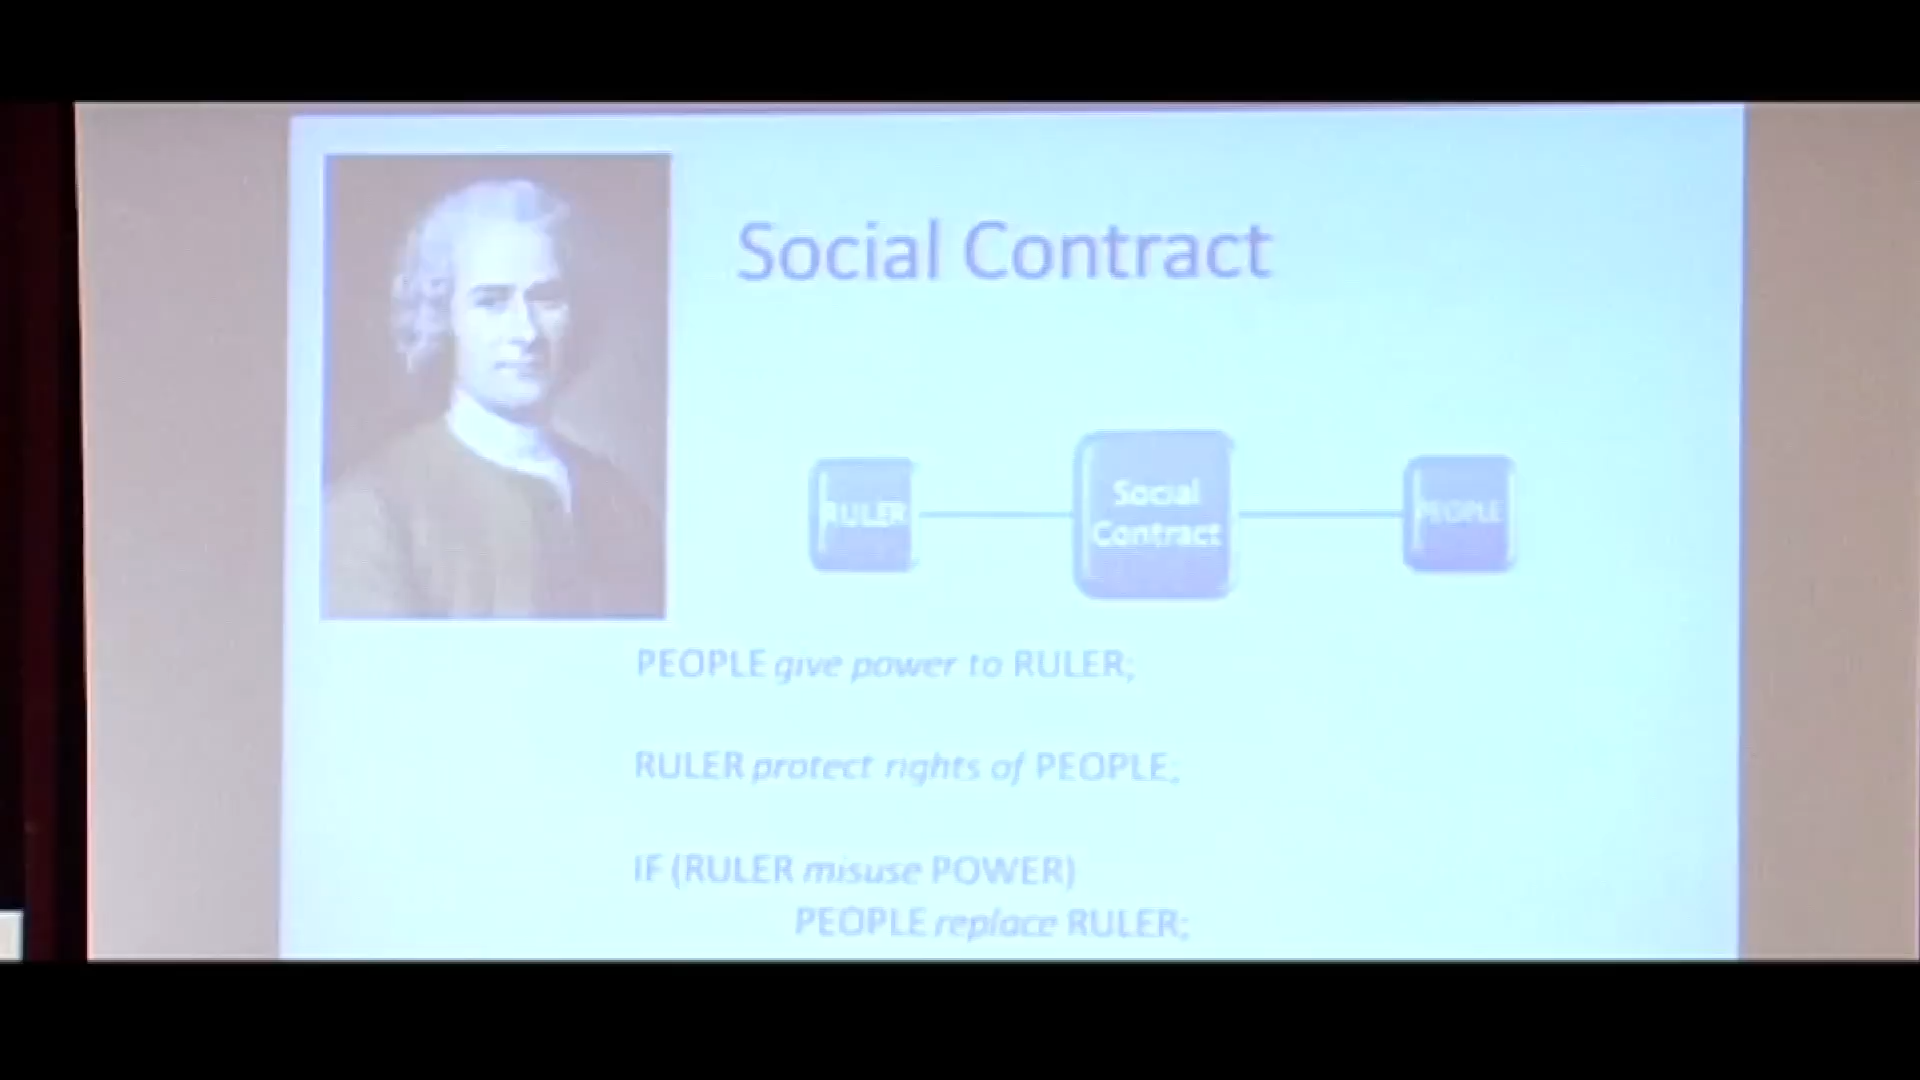 Social Contract
RULER
Social
Contract
PEOPLE
PEOPLE give power to RULER;
RULER protect rights of PEOPLE;
IF (RULER misuse POWER)
PEOPLE replace RULER;